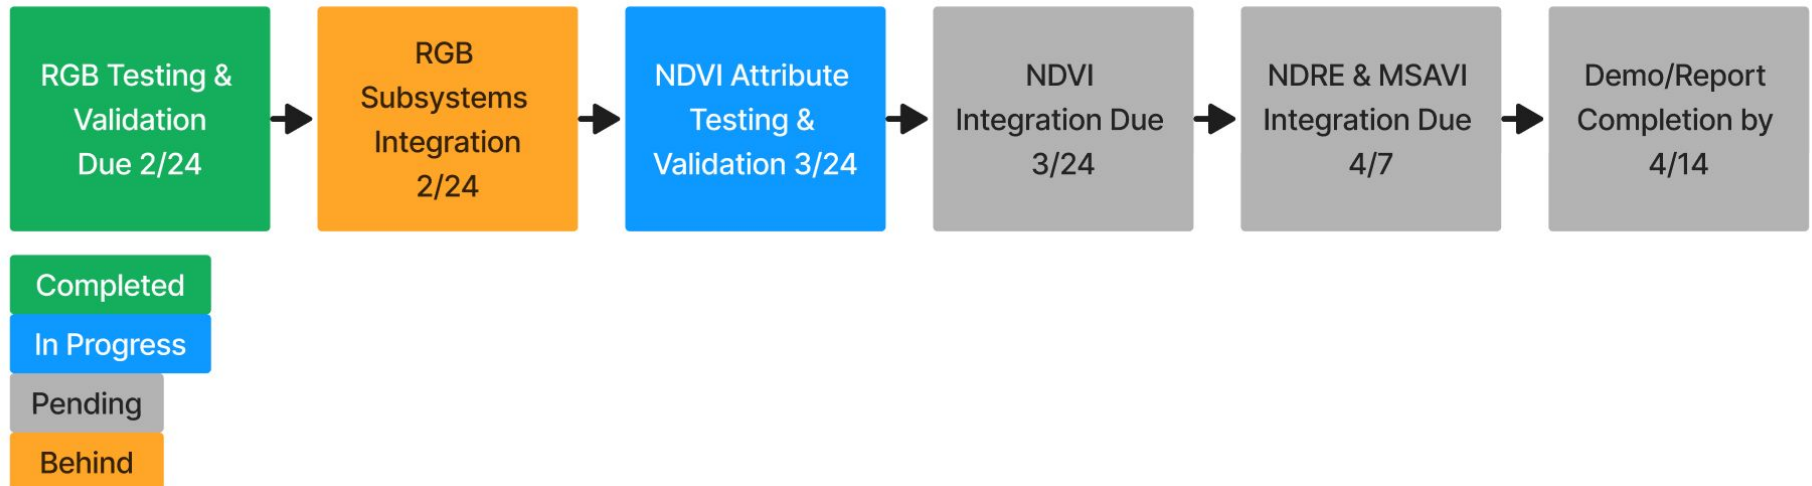 RGB Testing &
Validation
Due 2/24
RGB
Subsystems
Integration
2/24
NDVI Attribute
Testing &
Validation 3/24
NDVI
Integration Due
3/24
NDRE & MSAVI
Integration Due
4/7
Demo/Report
Completion by
4/14
Completed
In Progress
Pending
Behind